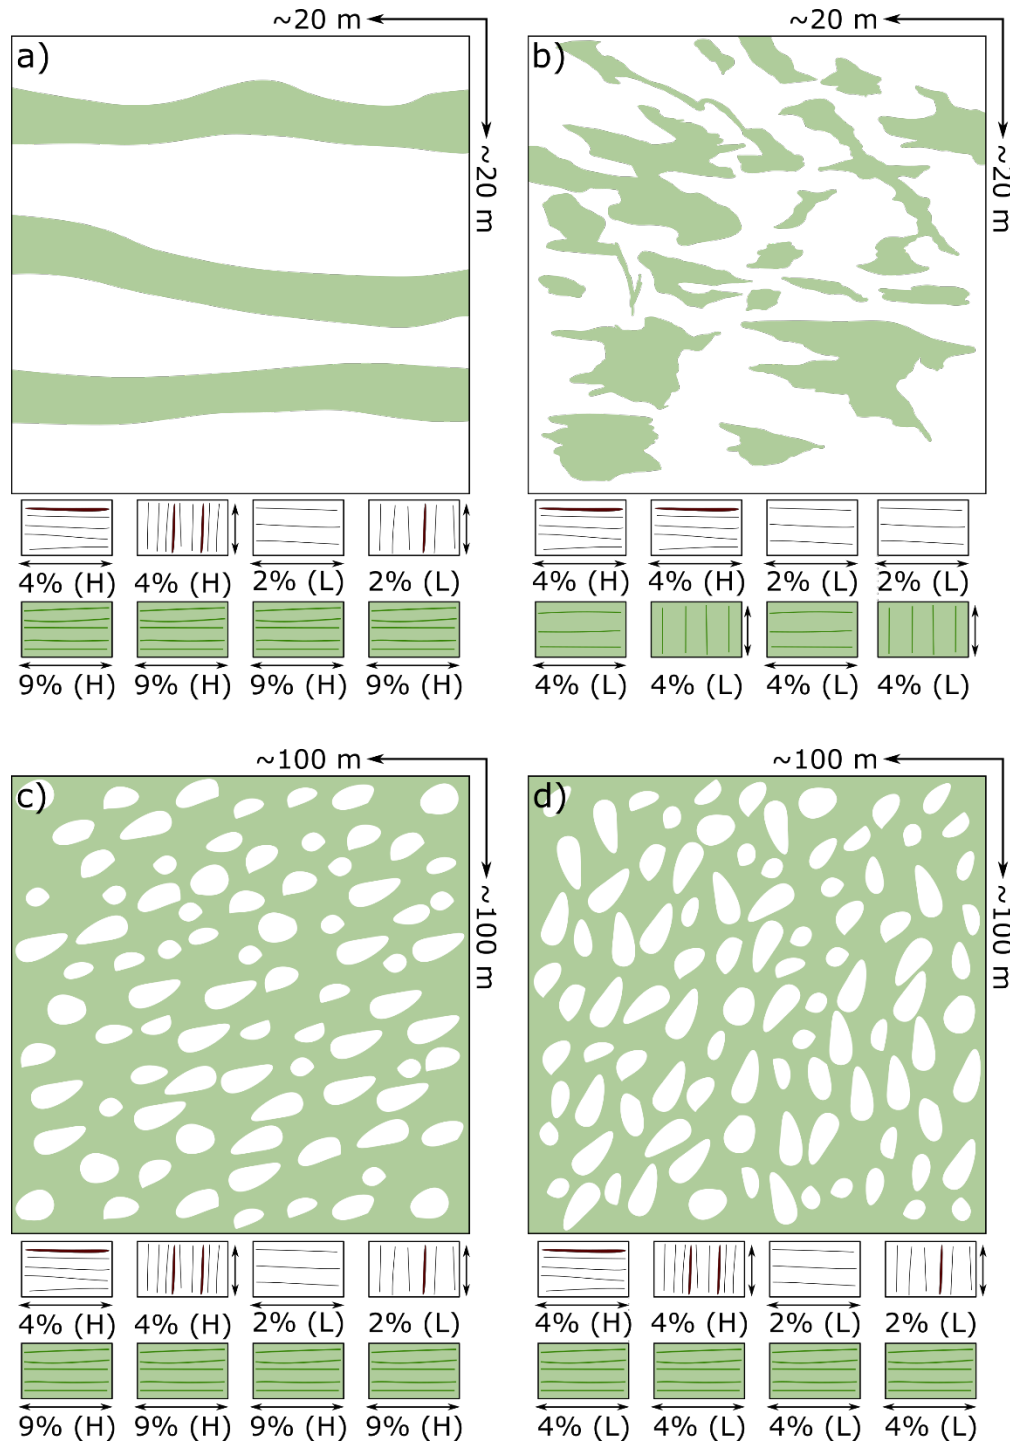 ~20 m
~20 m
a)
b)
~20 m
~20 m
4% (H) 4% (H) 2% (L) 2% (L)
4% (H) 4% (H) 2% (L) 2% (L)
9% (H) 9% (H) 9% (H) 9% (H)
4% (L) 4% (L) 4% (L) 4% (L)
~100 m
~100 m
c)
d)
~100 m
~100 m
4% (H) 4% (H) 2% (L) 2% (L)
4% (H) 4% (H) 2% (L) 2% (L)
9% (H) 9% (H) 9% (H) 9% (H)
4% (L) 4% (L) 4% (L) 4% (L)